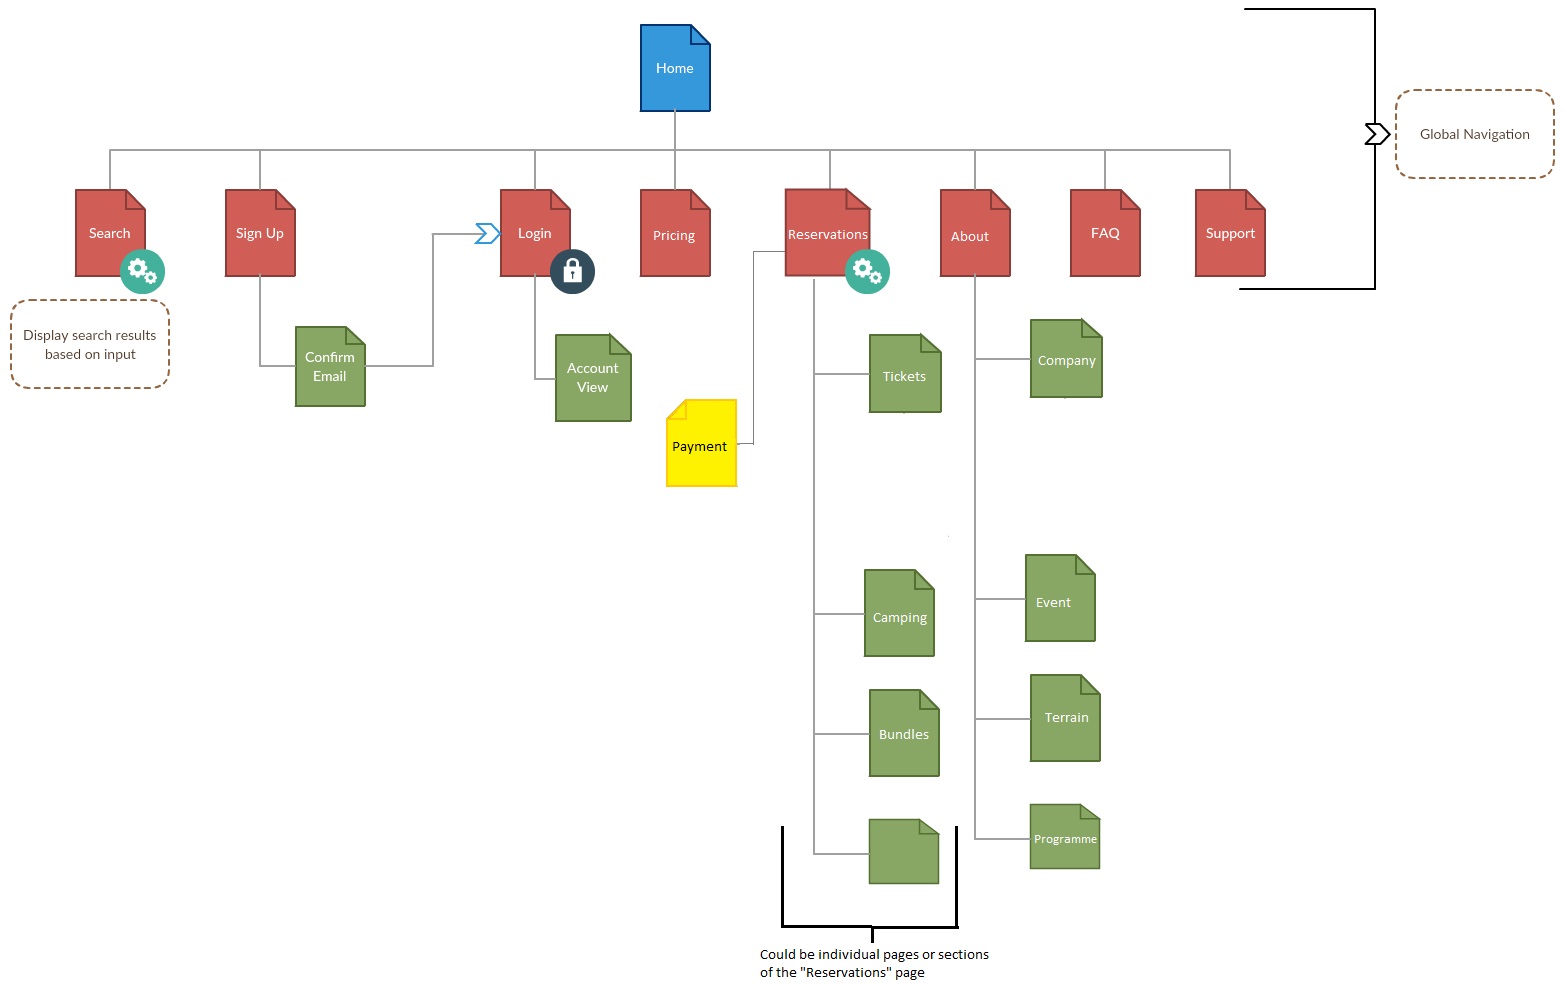 Home
Global Navigation
Search
Sign Up
Login
Pricing
Reservations
About
FAQ
Support
Display search results
based on input
Confirm
Email
Account
View
Tickets
Company
Payment
Camping
Event
Bundles
Terrain
Programme
Could be individual pages or sections
of the "Reservations" page